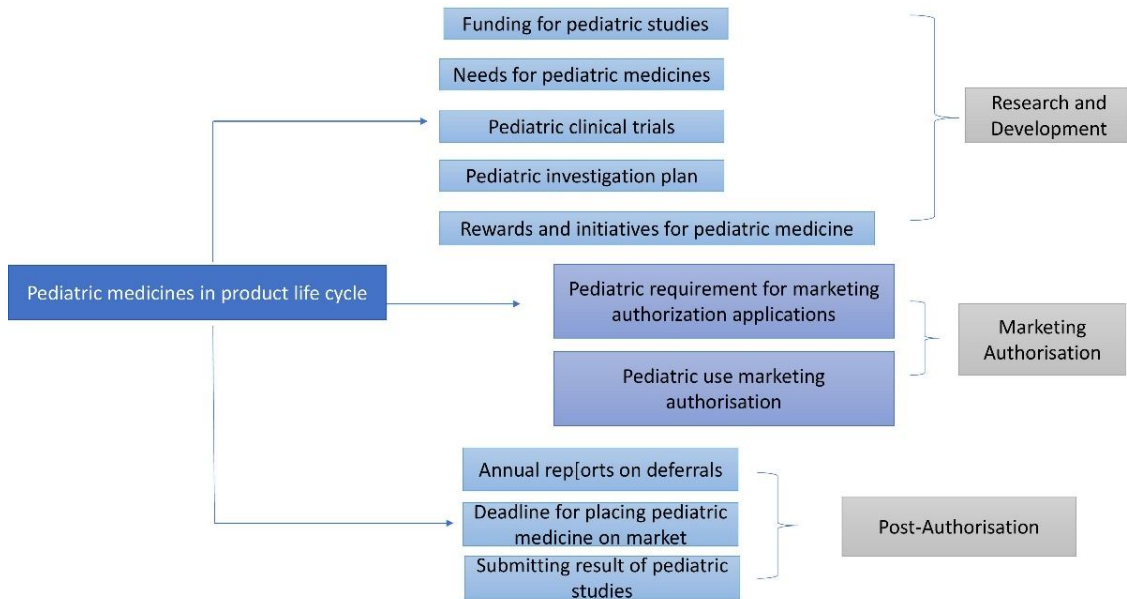 Funding for pediatric studies
Needs for pediatric medicines
Pediatric clinical trials
Pediatric investigation plan
Rewards and initiatives for pediatric medicine
Research and
Development
Pediatric medicines in product life cycle
Pediatric requirement for marketing
authorization applications
Pediatric use marketing
authorisation
Marketing
Authorisation
Annual rep[orts on deferrals
Deadline for placing pediatric
medicine on market
Submitting result of pediatric
studies
Post-Authorisation